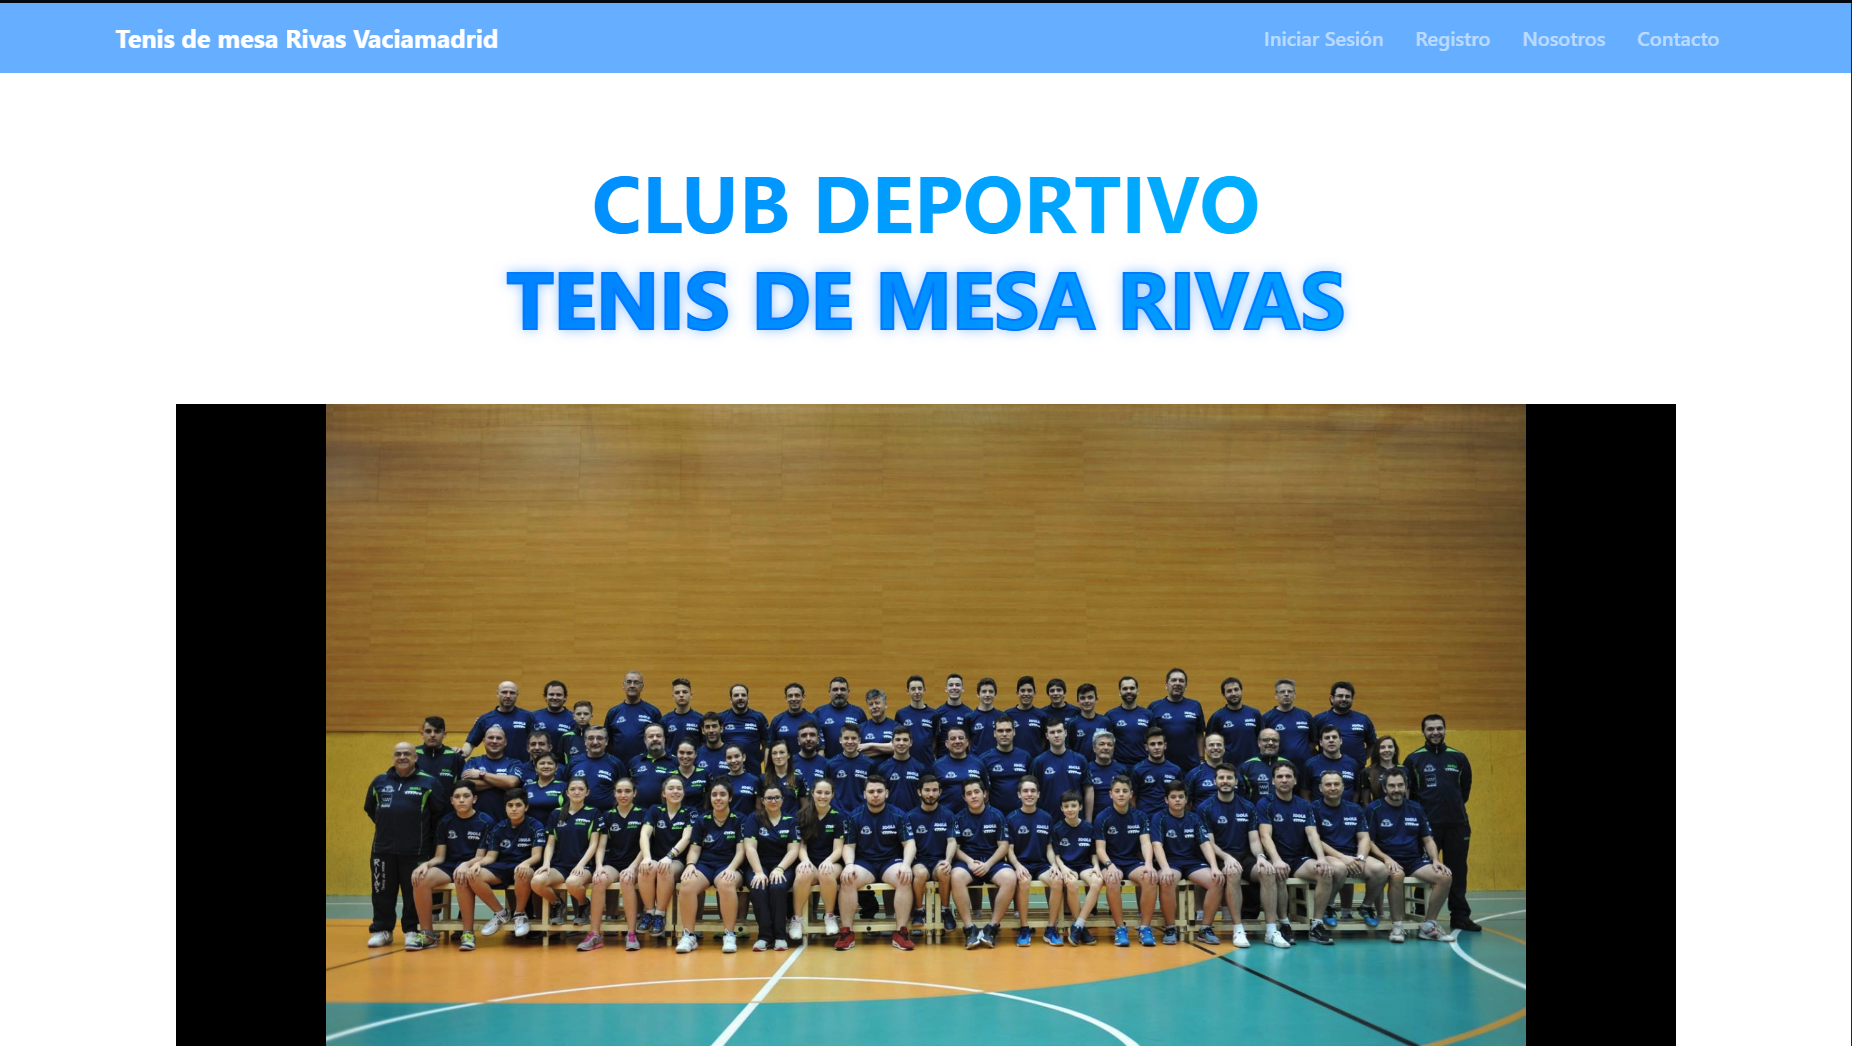 Tenis de mesa Rivas Vaciamadrid
Iniciar Sesión Registro Nosotros Contacto
CLUB DEPORTIVO
TENIS DE MESA RIVAS